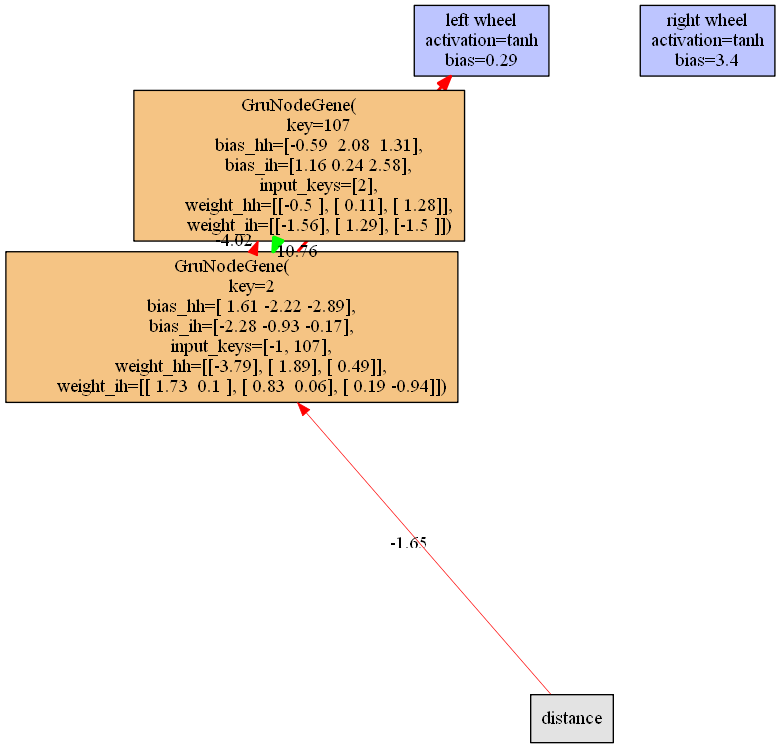 left wheel
activation=tanh
bias=0.29
right wheel
activation=tanh
bias=3.4
GruNodeGene(
key=107
bias_hh=[-0.59  2.08  1.31],
bias_ih=[1.16 0.24 2.58],
input_keys=[2],
weight_hh=[[-0.5 ], [ 0.11], [ 1.28]],
weight_ih=[[-1.56], [ 1.29], [-1.5 ]])
-4.02
10.76
GruNodeGene(
key=2
bias_hh=[ 1.61 -2.22 -2.89],
bias_ih=[-2.28 -0.93 -0.17],
input_keys=[-1, 107],
weight_hh=[[-3.79], [ 1.89], [ 0.49]],
weight_ih=[[ 1.73  0.1 ], [ 0.83  0.06], [ 0.19 -0.94]])
-1.65
distance